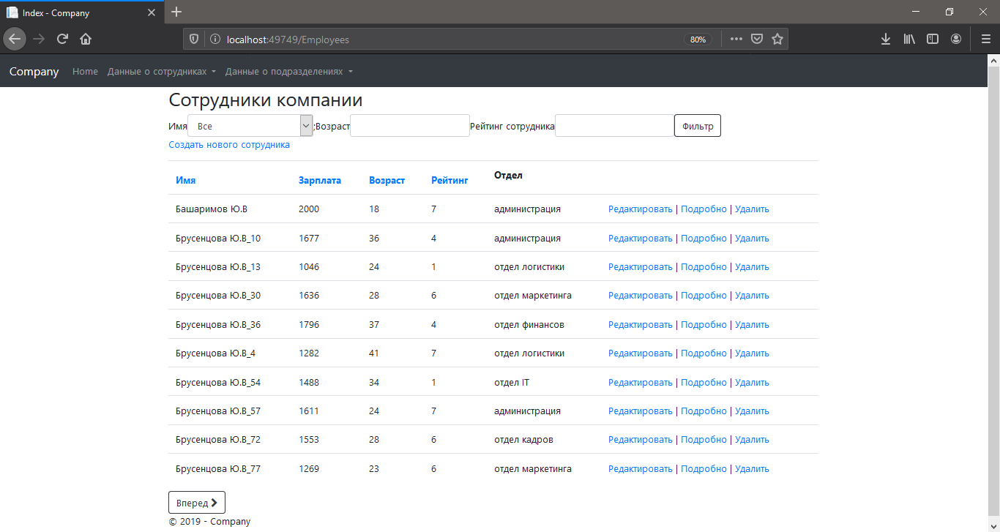 Index - Company
localhost:49749/Employees
80%
Company Home Данные о сотрудниках Данные о подразделениях
Сотрудники компании
Имя Все ;Возраст Рейтинг сотрудника Фильтр
Создать нового сотрудника
Имя Зарплата Возраст Рейтинг Отдел
Башаримов Ю.В 2000 18 7 администрация Редактировать | Подробно | Удалить
Брусенцова Ю.В_10 1677 36 4 администрация Редактировать | Подробно | Удалить
Брусенцова Ю.В_13 1046 24 1 отдел логистики Редактировать | Подробно | Удалить
Брусенцова Ю.В_30 1636 28 6 отдел маркетинга Редактировать | Подробно | Удалить
Брусенцова Ю.В_36 1796 37 4 отдел финансов Редактировать | Подробно | Удалить
Брусенцова Ю.В_4 1282 41 7 отдел логистики Редактировать | Подробно | Удалить
Брусенцова Ю.В_54 1488 34 1 отдел IT Редактировать | Подробно | Удалить
Брусенцова Ю.В_57 1611 24 7 администрация Редактировать | Подробно | Удалить
Брусенцова Ю.В_72 1553 28 6 отдел кадров Редактировать | Подробно | Удалить
Брусенцова Ю.В_77 1269 23 6 отдел маркетинга Редактировать | Подробно | Удалить
Вперед
© 2019 - Company